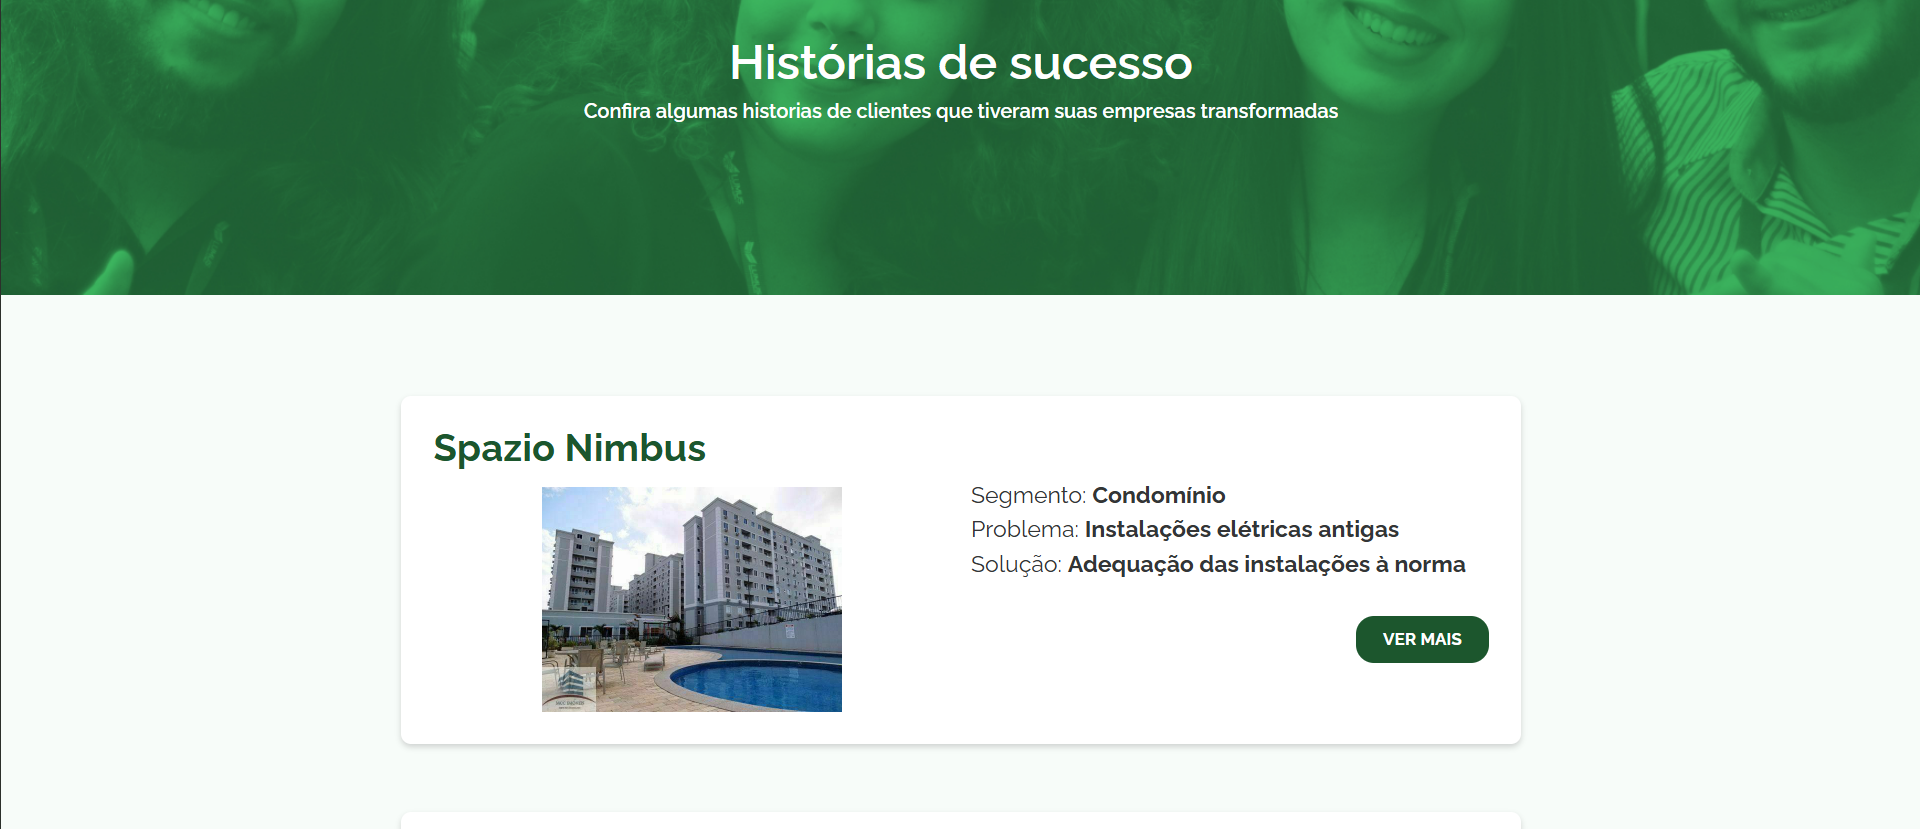 Histórias de sucesso
Confira algumas historias de clientes que tiveram suas empresas transformadas
Spazio Nimbus
Segmento: Condomínio
Problema: Instalações elétricas antigas
Solução: Adequação das instalações à norma
VER MAIS